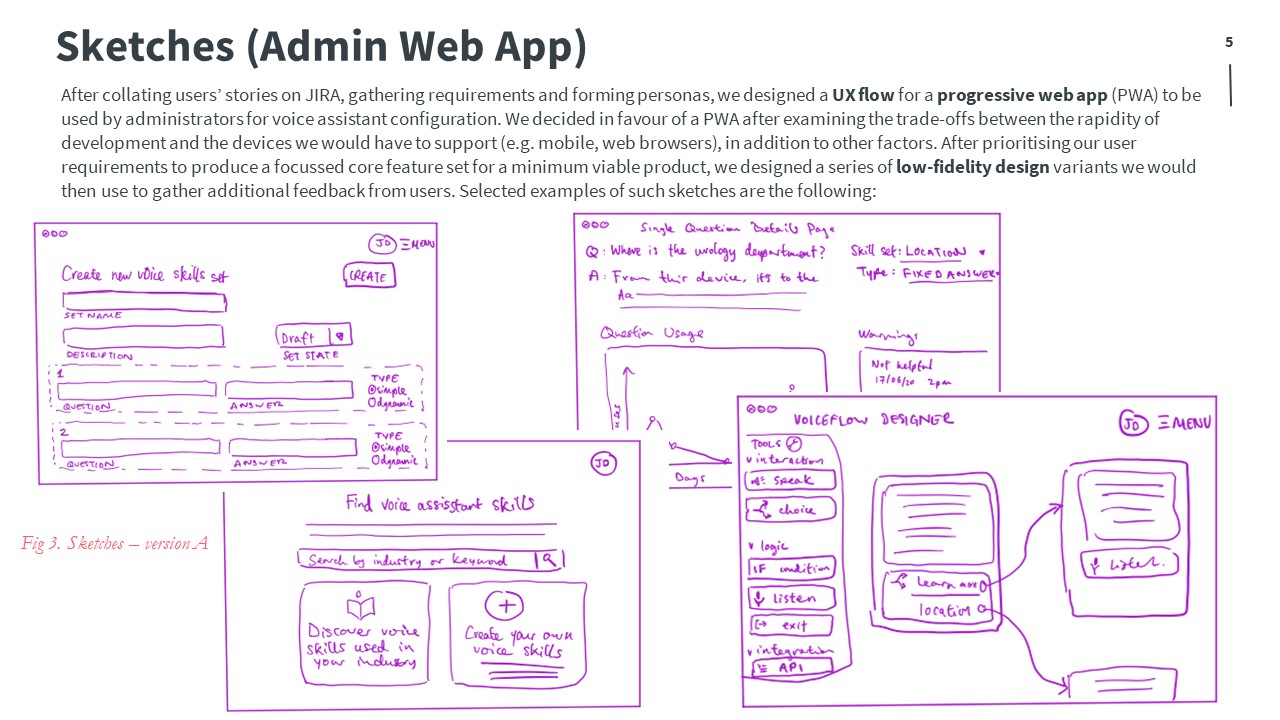 Sketches (Admin Web App)
5
After collating users' stories on JIRA, gathering requirements and forming personas, we designed a UX flow for a progressive web app (PWA) to be
used by administrators for voice assistant configuration. We decided in favour of a PWA after examining the trade-offs between the rapidity of
development and the devices we would have to support (e.g. mobile, web browsers), in addition to other factors. After prioritising our user
requirements to produce a focussed core feature set for a minimum viable product, we designed a series of low-fidelity design variants we would
then use to gather additional feedback from users. Selected examples of such sketches are the following:
JD MENU
Create new voice skills set
CREATE
SET NAME
Draft
DESCRIPTION
SET STATE
1
TYPE
simple
dynamic
QUESTION
ANSWER
2
TYPE
simple
dynamic
QUESTION
ANSWER
Single Question Details Page
Q: Where is the urology department?
A: From this device, it's to the
Aa
Skill set: LOCATION
Type: FIXED ANSWER
Question Usage
Warnings
Not helpful
17/06/20 2pm
Days
Fig 3. Sketches – version A
JD
Find voice assistant skills
Search by industry or keyword
Discover voice
skills used in
your industry
Create your own
voice skills
VOICEFLOW DESIGNER
JD MENU
TOOLS
interaction
speak
choice
logic
IF condition
listen
exit
integration
API
Learn more
location
Listen.